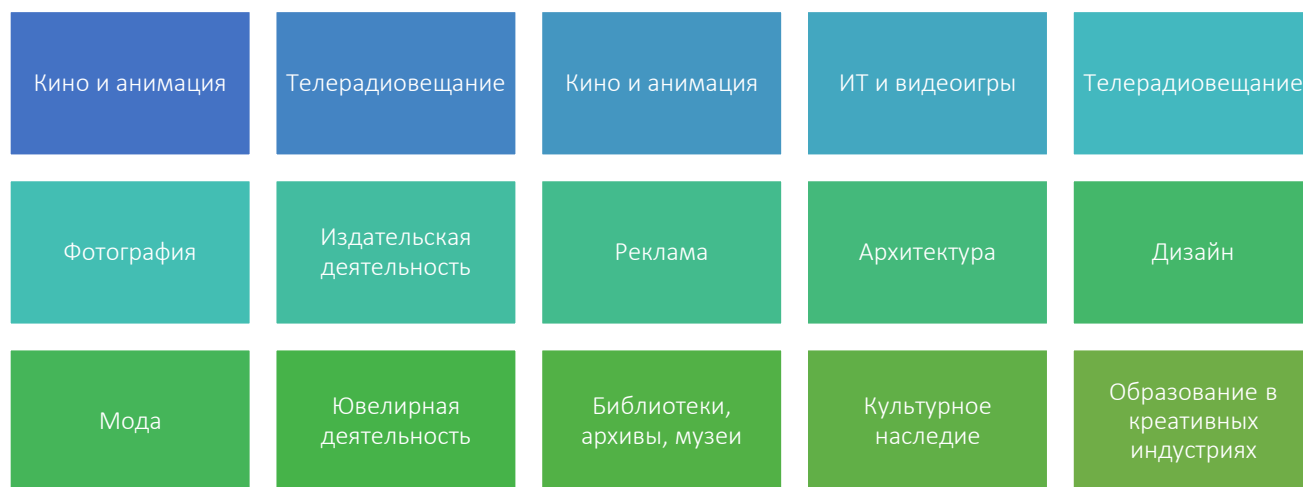 Кино и анимация
Телерадиовещание
Кино и анимация
ИТ и видеоигры
Телерадиовещание
Фотография
Издательская
деятельность
Реклама
Архитектура
Дизайн
Мода
Ювелирная
деятельность
Библиотеки,
архивы, музеи
Культурное
наследие
Образование в
креативных
индустриях